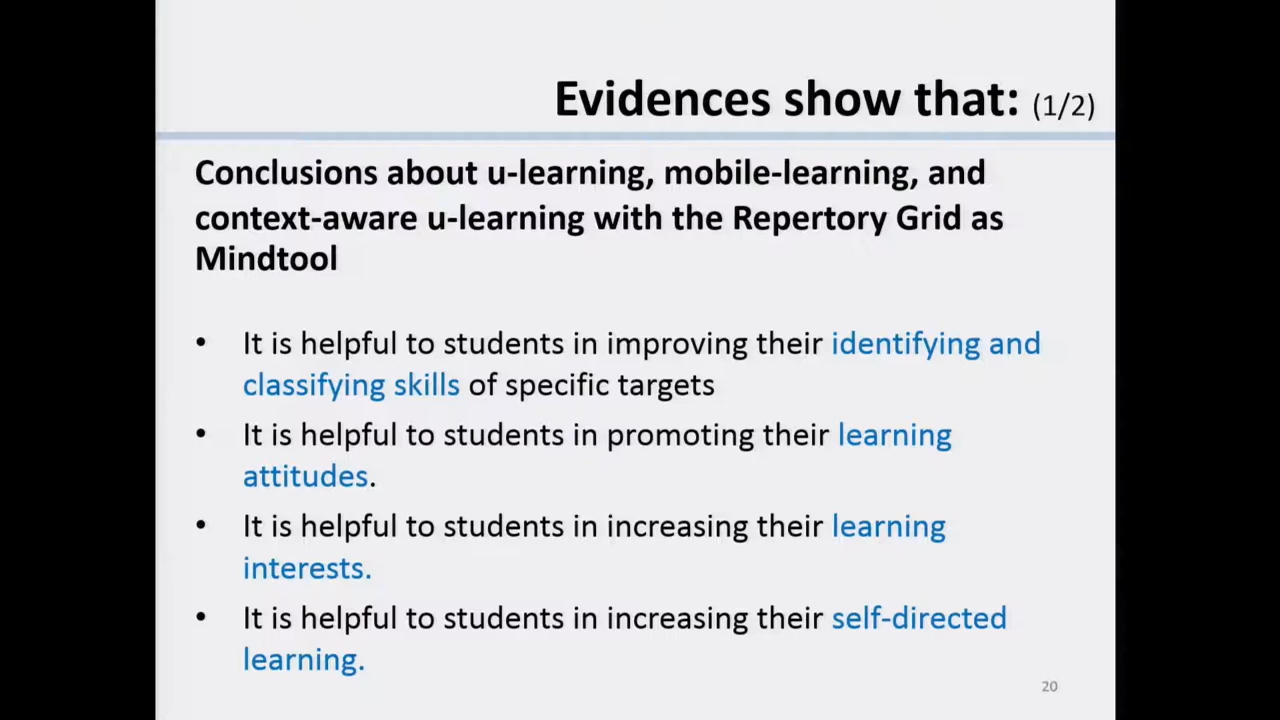 Evidences show that: (1/2)
Conclusions about u-learning, mobile-learning, and
context-aware u-learning with the Repertory Grid as
Mindtool
• It is helpful to students in improving their identifying and
classifying skills of specific targets
• It is helpful to students in promoting their learning
attitudes.
• It is helpful to students in increasing their learning
interests.
• It is helpful to students in increasing their self-directed
learning.
20